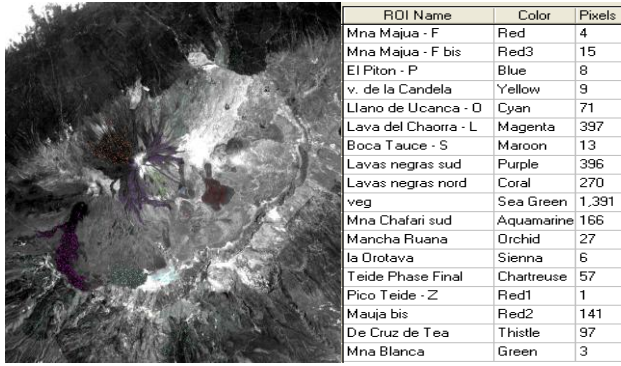 ROI Name Color Pixels
Mna Majua - F Red 4
Mna Majua - F bis Red3 15
El Piton - P Blue 8
v. de la Candela Yellow 9
Llano de Ucanca - O Cyan 71
Lava del Chaorra - L Magenta 397
Boca Tauce - S Maroon 13
Lavas negras sud Purple 396
Lavas negras nord Coral 270
veg Sea Green 1,391
Mna Chafari sud Aquamarine 166
Mancha Ruana Orchid 27
la Orotava Sienna 6
Teide Phase Final Chartreuse 57
Pico Teide - Z Red1 1
Mauja bis Red2 141
De Cruz de Tea Thistle 97
Mna Blanca Green 3